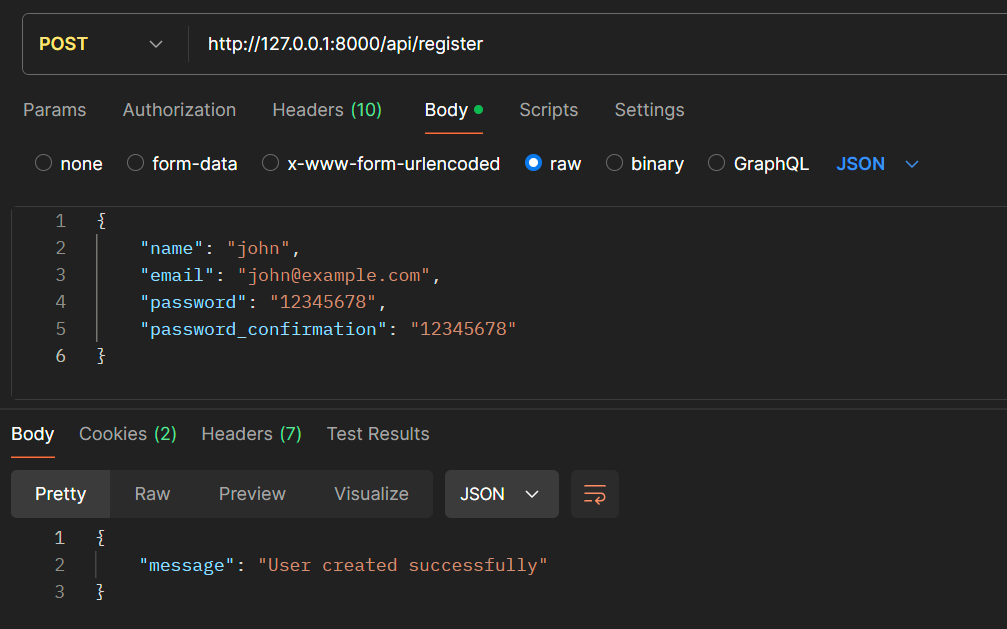 POST http://127.0.0.1:8000/api/register
Params Authorization Headers (10) Body Scripts Settings
none form-data x-www-form-urlencoded raw binary GraphQL JSON
1 {
2 "name": "john",
3 "email": "john@example.com",
4 "password": "12345678",
5 "password_confirmation": "12345678"
6 }
Body Cookies (2) Headers (7) Test Results
Pretty Raw Preview Visualize JSON
1 {
2 "message": "User created successfully"
3 }